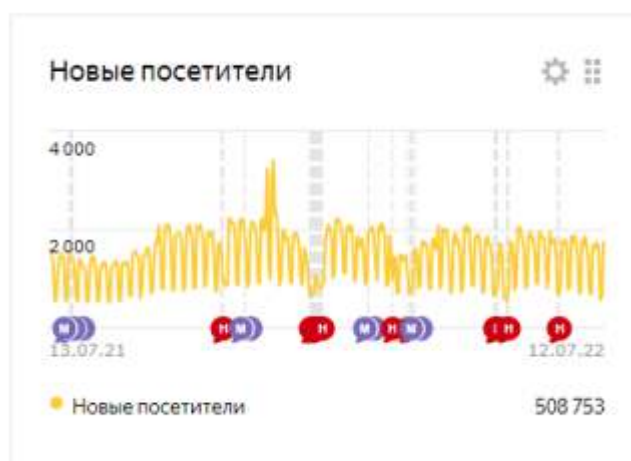 Новые посетители
4 000
2 000
М Н М Н М Н М I Н Н
13.07.21 12.07.22
Новые посетители 508 753